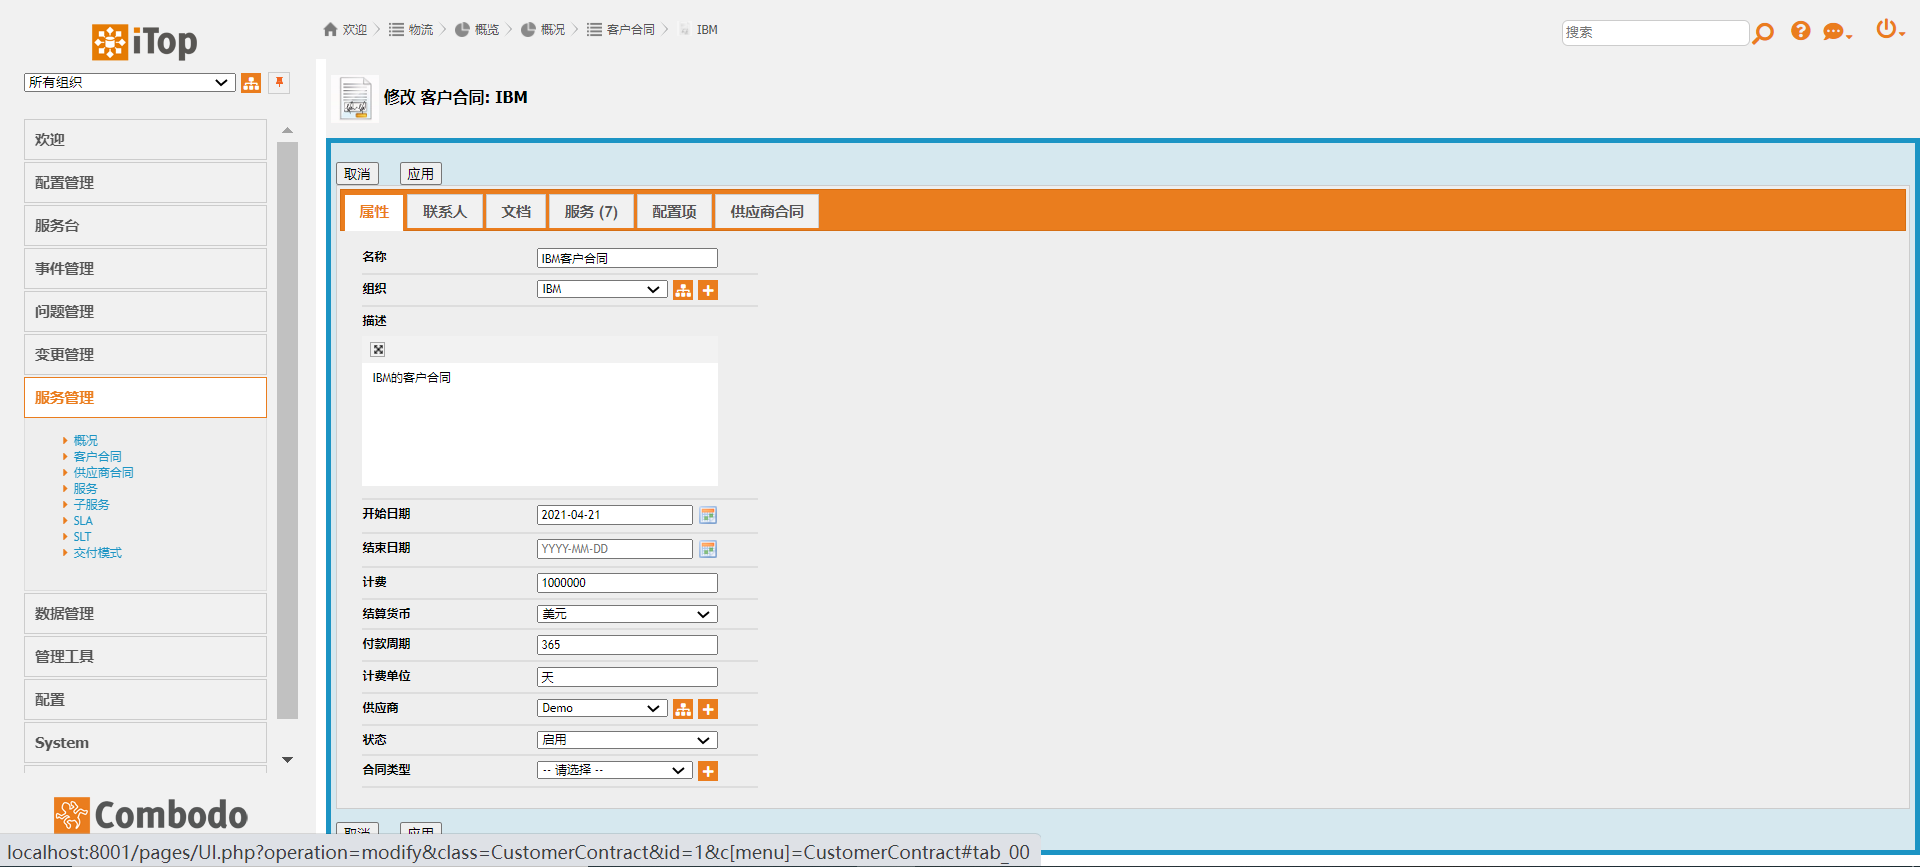 iTop
所有组织
欢迎
物流
概览
概况
客户合同
IBM
搜索
修改 客户合同: IBM
欢迎
配置管理
服务台
事件管理
问题管理
变更管理
服务管理
概况
客户合同
供应商合同
服务
子服务
SLA
SLT
交付模式
数据管理
管理工具
配置
System
Combodo
取消 应用
属性 联系人 文档 服务 (7) 配置项 供应商合同
名称 IBM客户合同
组织 IBM
描述
IBM的客户合同
开始日期 2021-04-21
结束日期 YYYY-MM-DD
计费 1000000
结算货币 美元
付款周期 365
计费单位 天
供应商 Demo
状态 启用
合同类型 -- 请选择 --
取消 应用
localhost:8001/pages/UI.php?operation=modify&class=CustomerContract&id=1&c[menu]=CustomerContract#tab_00